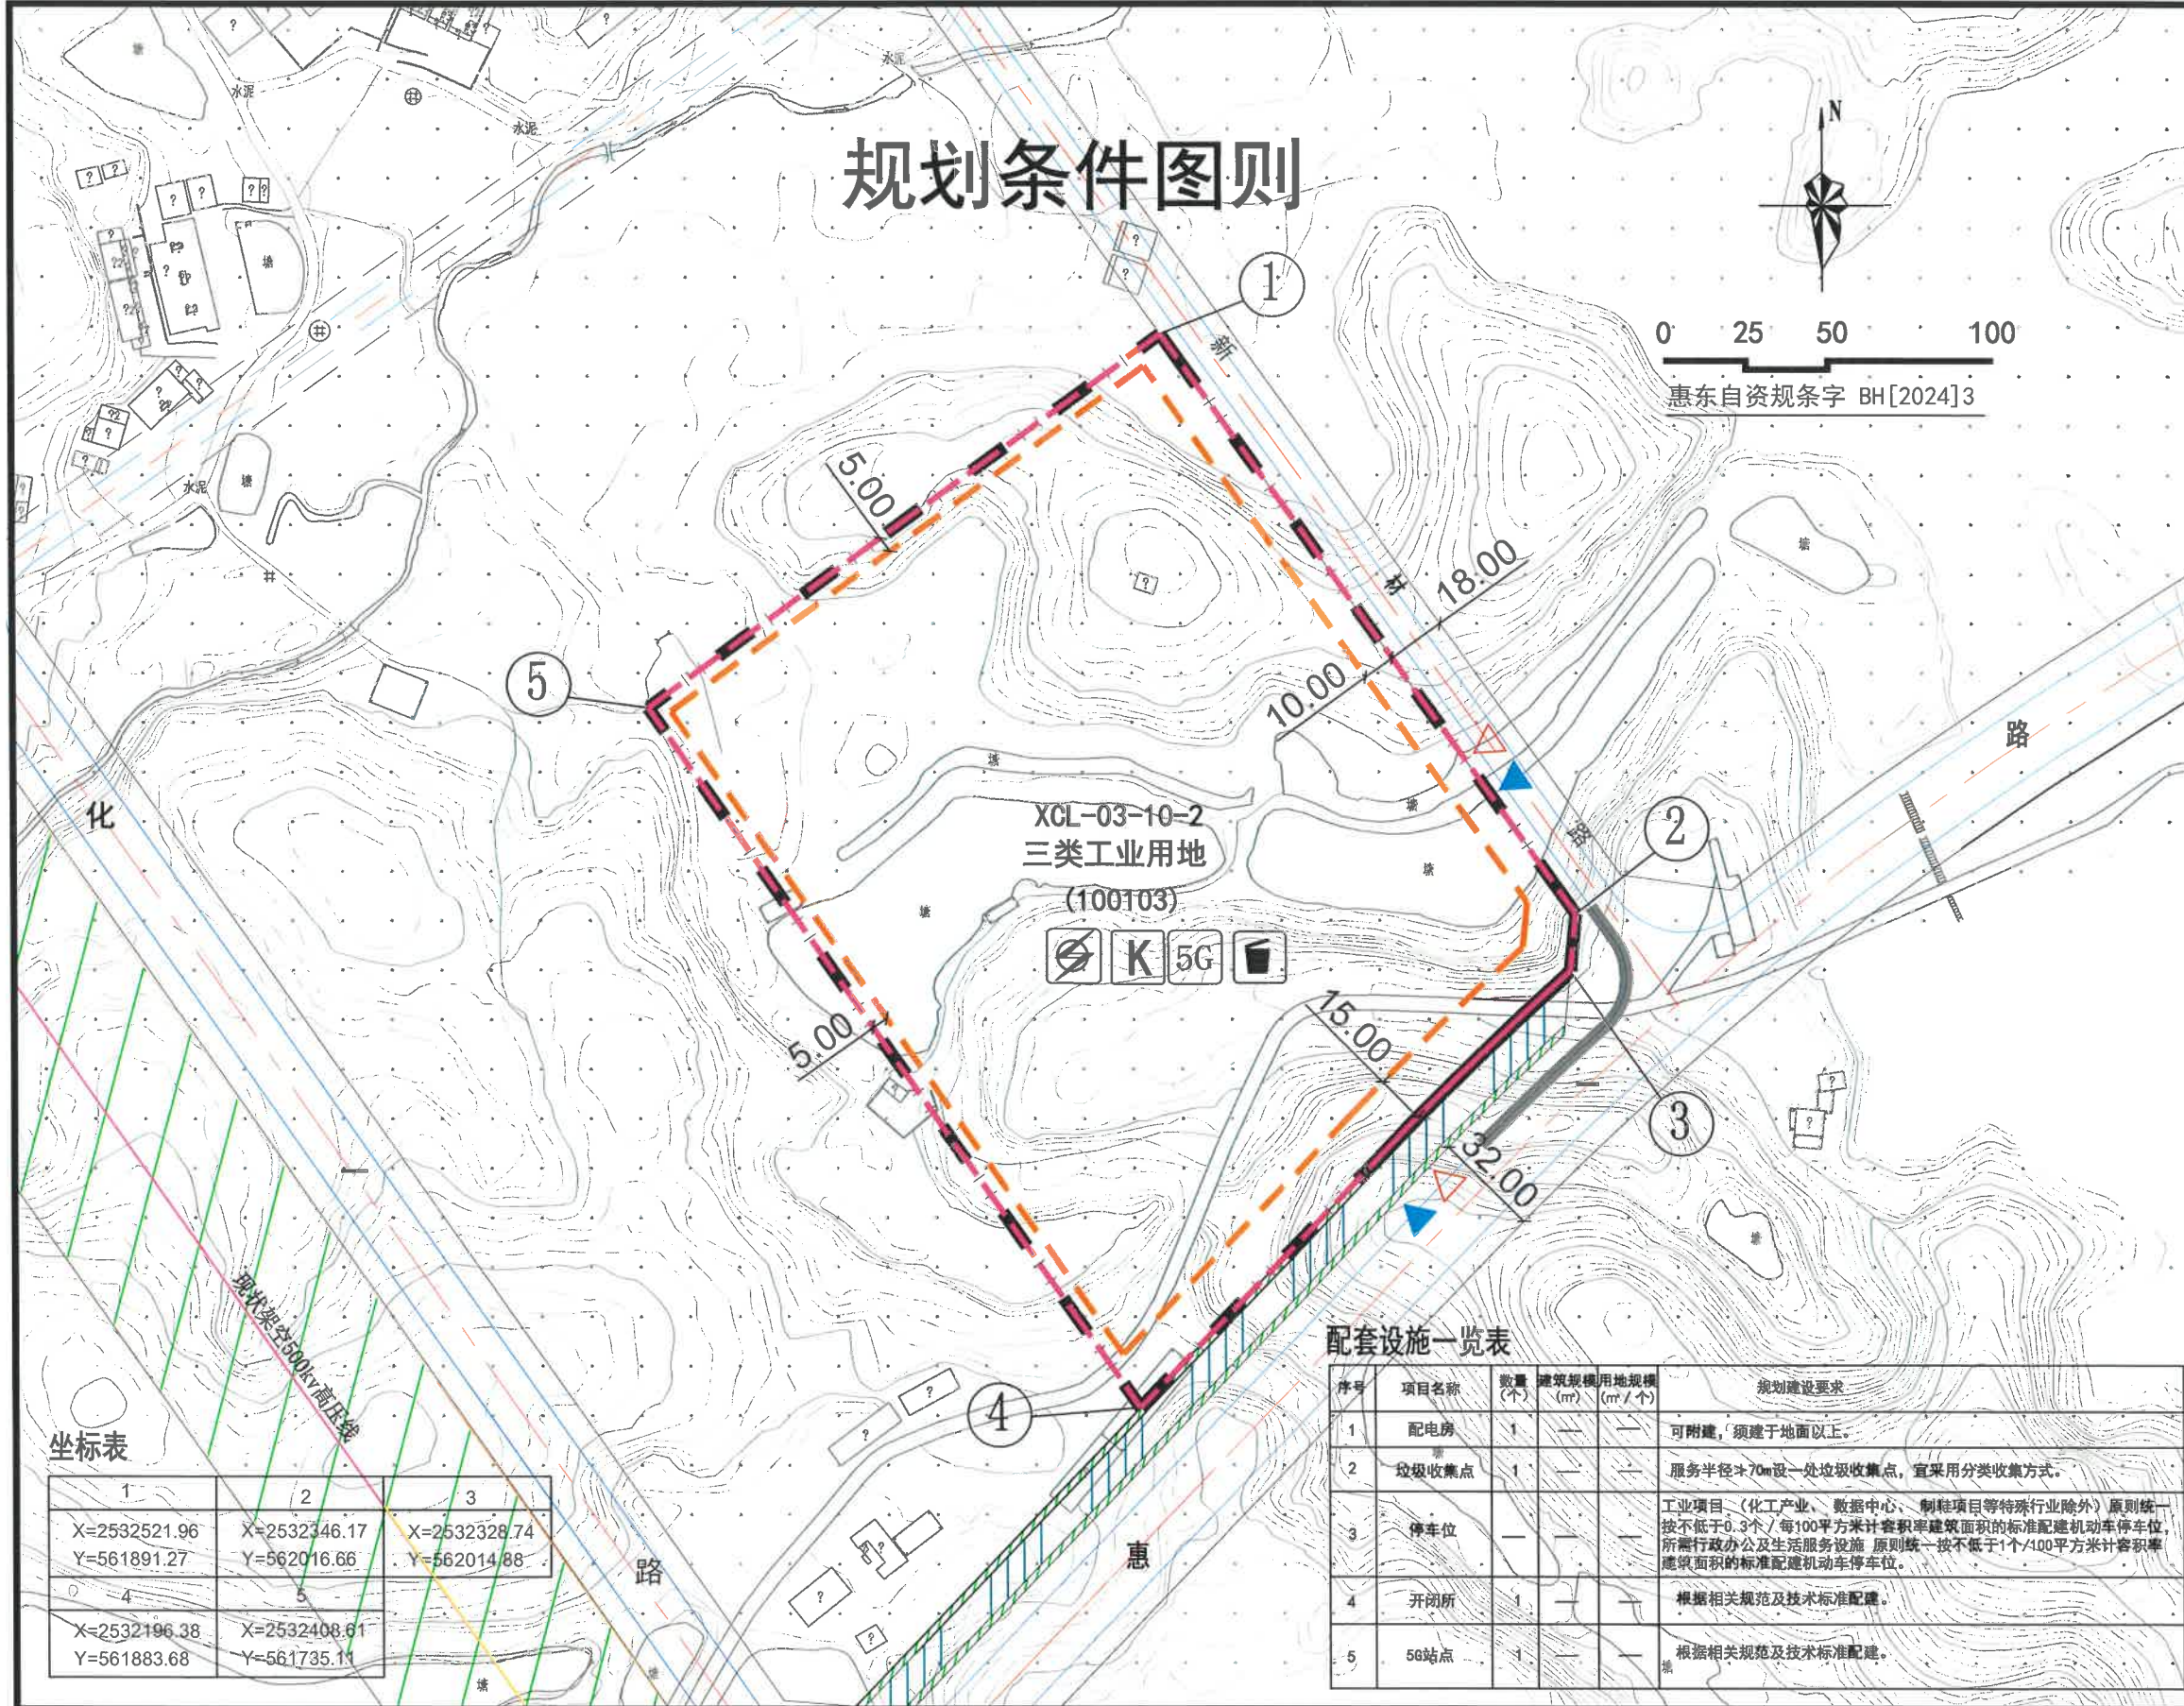 规划条件图则
N
0 25 50 100
惠东自资规条字 BH[2024]3
水泥
水泥
水泥
水泥
塘
塘
塘
塘
井
井
井
①
新
5.00
材
18.00
10.00
⑤
路
化
塘
塘
塘
塘
XCL-03-10-2
三类工业用地
(100103)
K 5G
②
路
15.00
5.00
③
32.00
塘
现状架空500kv高压线
④
惠
路
塘
塘
坐标表
1 2 3
X=2532521.96 X=2532346.17 X=2532328.74
Y=561891.27 Y=562016.66 Y=562014.88
4 5
X=2532196.38 X=2532408.61
Y=561883.68 Y=561735.11
配套设施一览表
序号 项目名称 数量(个) 建筑规模(㎡) 用地规模(㎡/个) 规划建设要求
1 配电房 1 — — 可附建,须建于地面以上。
2 垃圾收集点 1 — — 服务半径≯70m设一处垃圾收集点,宜采用分类收集方式。
3 停车位 — — — 工业项目 (化工产业、 数据中心、 制鞋项目等特殊行业除外) 原则统一
按不低于0.3个/每100平方米计容积率建筑面积的标准配建机动车停车位,
所需行政办公及生活服务设施 原则统一按不低于1个/100平方米计容积率
建筑面积的标准配建机动车停车位。
4 开闭所 1 — — 根据相关规范及技术标准配建。
5 5G站点 1 — — 根据相关规范及技术标准配建。